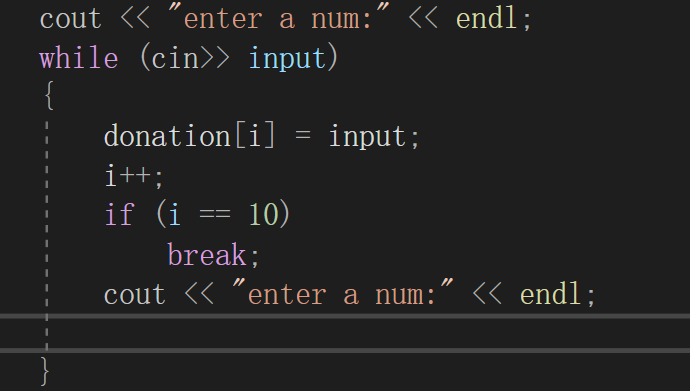 cout << "enter a num:" << endl;
while (cin>> input)
{
donation[i] = input;
i++;
if (i == 10)
break;
cout << "enter a num:" << endl;
}